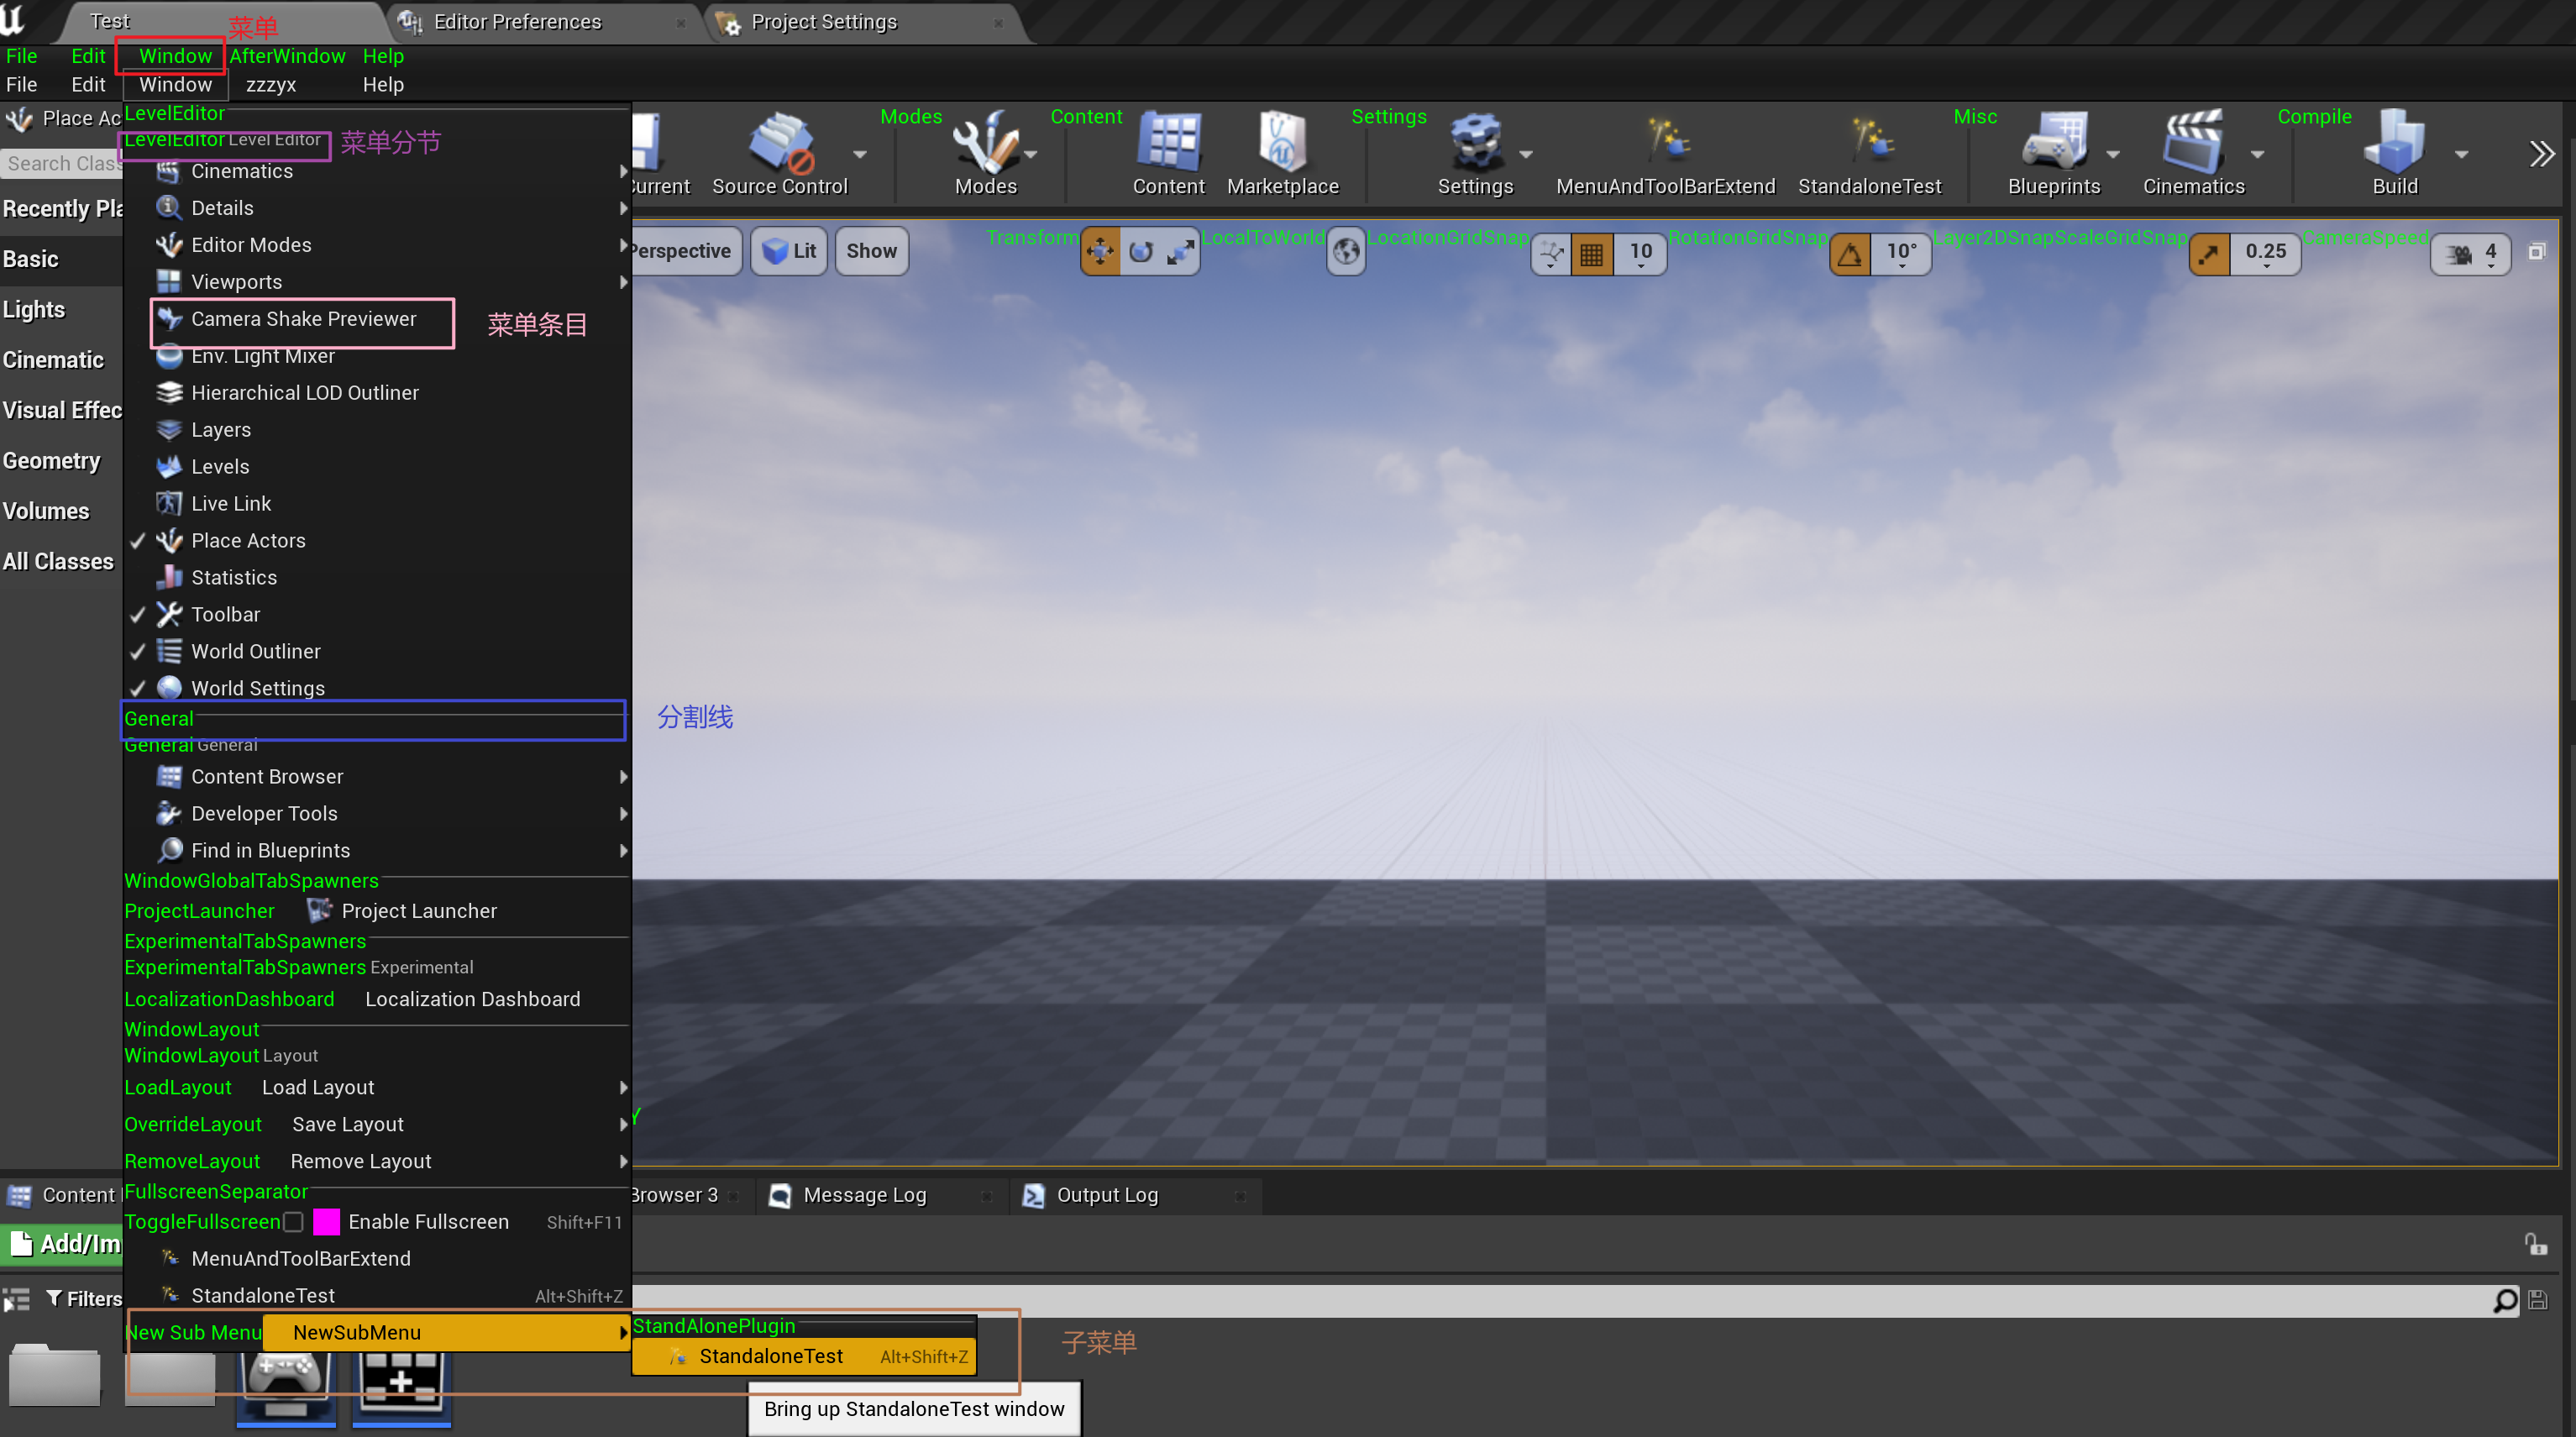 Test
Editor Preferences
Project Settings
菜单
File Edit Window AfterWindow Help
File Edit Window zzzyx Help
Place Ac
Search Class
Recently Pla
Basic
Lights
Cinematic
Visual Effec
Geometry
Volumes
All Classes
LevelEditor
LevelEditor Level Editor
菜单分节
Cinematics
Details
Editor Modes
Viewports
Camera Shake Previewer
菜单条目
Env. Light Mixer
Hierarchical LOD Outliner
Layers
Levels
Live Link
Place Actors
Statistics
Toolbar
World Outliner
World Settings
General
分割线
General General
Content Browser
Developer Tools
Find in Blueprints
WindowGlobalTabSpawners
ProjectLauncher Project Launcher
ExperimentalTabSpawners
ExperimentalTabSpawners Experimental
LocalizationDashboard Localization Dashboard
WindowLayout
WindowLayout Layout
LoadLayout Load Layout
OverrideLayout Save Layout
RemoveLayout Remove Layout
FullscreenSeparator
ToggleFullscreen Enable Fullscreen Shift+F11
MenuAndToolBarExtend
StandaloneTest Alt+Shift+Z
New Sub Menu NewSubMenu
StandAlonePlugin
StandaloneTest Alt+Shift+Z
子菜单
Bring up StandaloneTest window
Modes Content Settings Misc Compile
urrent Source Control Modes Content Marketplace Settings MenuAndToolBarExtend StandaloneTest Blueprints Cinematics Build
Perspective Lit Show
Transform LocalToWorld LocationGridSnap 10 RotationGridSnap 10° Layer2DSnapScaleGridSnap 0.25 CameraSpeed 4
Y
Content
Browser 3
Message Log
Output Log
Add/Im
Filters